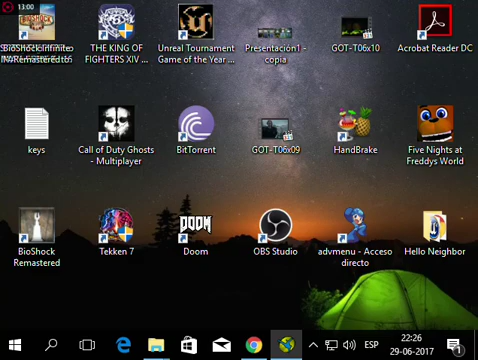 13:00
BioShock Infinite
THE KING OF
FIGHTERS XIV ...
Unreal Tournament
Game of the Year ...
Presentación1 -
copia
GOT-T06x10
Acrobat Reader DC
keys
Call of Duty Ghosts
- Multiplayer
BitTorrent
GOT-T06x09
HandBrake
Five Nights at
Freddys World
BioShock
Remastered
Tekken 7
DOOM
Doom
OBS Studio
advmenu - Acceso
directo
Hello Neighbor
ESP
22:26
29-06-2017
1